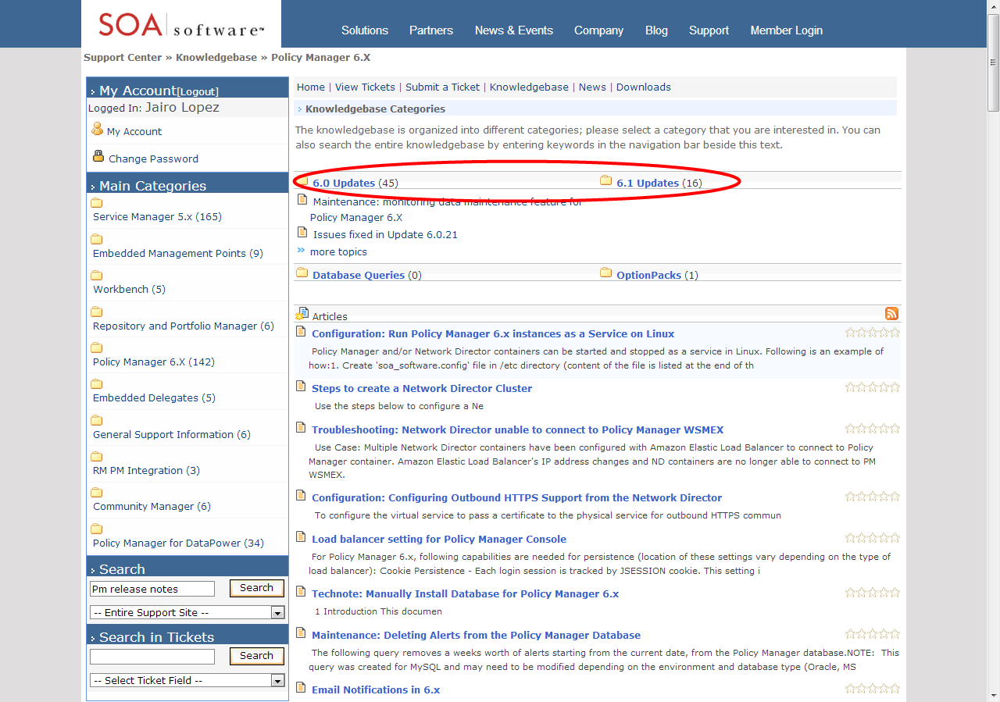 SOA software™
Solutions Partners News & Events Company Blog Support Member Login
Support Center » Knowledgebase » Policy Manager 6.X
My Account[Logout]
Logged In: Jairo Lopez
My Account
Change Password
Main Categories
Service Manager 5.x (165)
Embedded Management Points (9)
Workbench (5)
Repository and Portfolio Manager (6)
Policy Manager 6.X (142)
Embedded Delegates (5)
General Support Information (6)
RM PM Integration (3)
Community Manager (6)
Policy Manager for DataPower (34)
Search
Pm release notes Search
-- Entire Support Site --
Search in Tickets
Search
-- Select Ticket Field --
Home | View Tickets | Submit a Ticket | Knowledgebase | News | Downloads
Knowledgebase Categories
The knowledgebase is organized into different categories; please select a category that you are interested in. You can
also search the entire knowledgebase by entering keywords in the navigation bar beside this text.
6.0 Updates (45) 6.1 Updates (16)
Maintenance: monitoring data maintenance feature for
Policy Manager 6.X
Issues fixed in Update 6.0.21
» more topics
Database Queries (0) OptionPacks (1)
Articles
Configuration: Run Policy Manager 6.x instances as a Service on Linux
Policy Manager and/or Network Director containers can be started and stopped as a service in Linux. Following is an example of
how:1. Create 'soa_software.config' file in /etc directory (content of the file is listed at the end of th
Steps to create a Network Director Cluster
Use the steps below to configure a Ne
Troubleshooting: Network Director unable to connect to Policy Manager WSMEX
Use Case: Multiple Network Director containers have been configured with Amazon Elastic Load Balancer to connect to Policy
Manager container. Amazon Elastic Load Balancer's IP address changes and ND containers are no longer able to connect to PM
WSMEX.
Configuration: Configuring Outbound HTTPS Support from the Network Director
To configure the virtual service to pass a certificate to the physical service for outbound HTTPS commun
Load balancer setting for Policy Manager Console
For Policy Manager 6.x, following capabilities are needed for persistence (location of these settings vary depending on the type of
load balancer): Cookie Persistence - Each login session is tracked by JSESSION cookie. This setting i
Technote: Manually Install Database for Policy Manager 6.x
1 Introduction This documen
Maintenance: Deleting Alerts from the Policy Manager Database
The following query removes a weeks worth of alerts starting from the current date, from the Policy Manager database.NOTE: This
query was created for MySQL and may need to be modified depending on the environment and database type (Oracle, MS
Email Notifications in 6.x